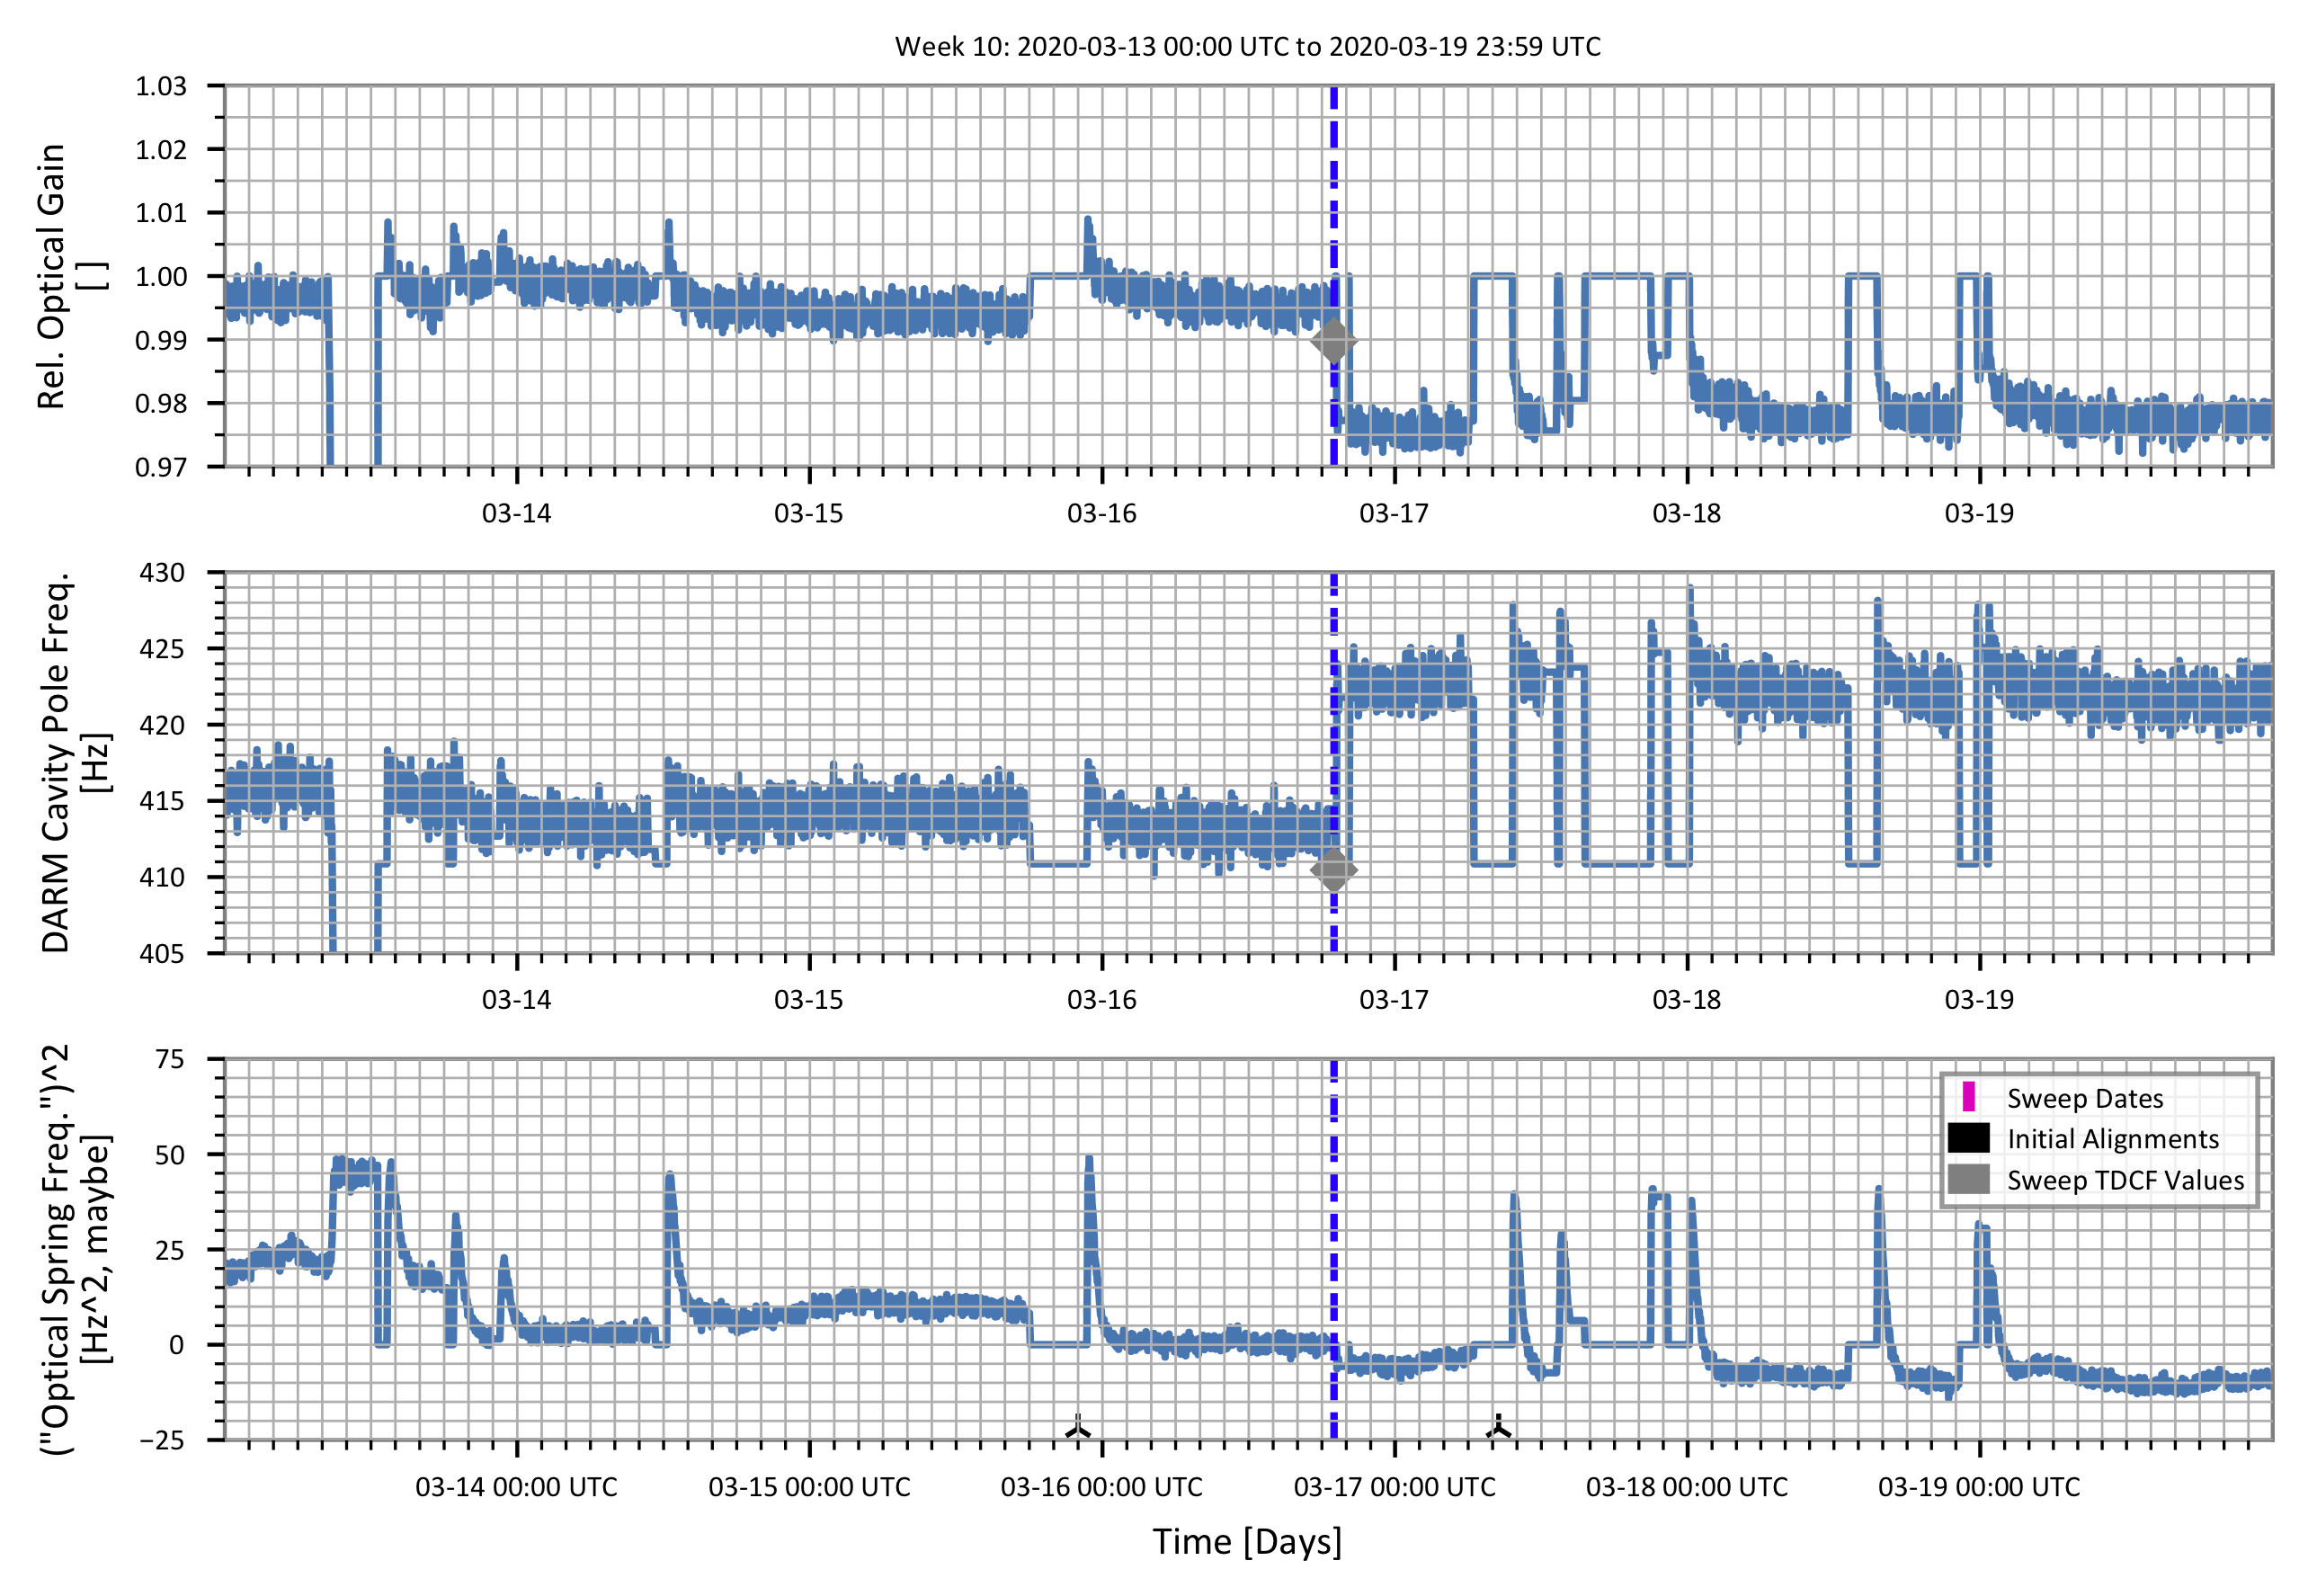 Week 10: 2020-03-13 00:00 UTC to 2020-03-19 23:59 UTC
Rel. Optical Gain
[ ]
1.03
1.02
1.01
1.00
0.99
0.98
0.97
03-14 03-15 03-16 03-17 03-18 03-19
DARM Cavity Pole Freq.
[Hz]
430
425
420
415
410
405
03-14 03-15 03-16 03-17 03-18 03-19
("Optical Spring Freq.")^2
[Hz^2, maybe]
75
50
25
0
−25
Sweep Dates
Initial Alignments
Sweep TDCF Values
03-14 00:00 UTC 03-15 00:00 UTC 03-16 00:00 UTC 03-17 00:00 UTC 03-18 00:00 UTC 03-19 00:00 UTC
Time [Days]